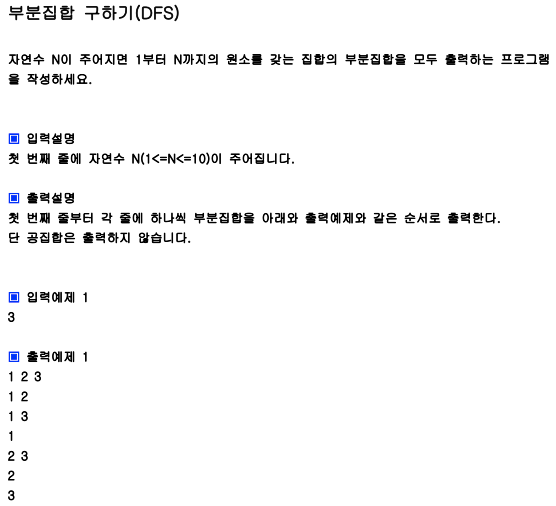 부분집합 구하기(DFS)
자연수 N이 주어지면 1부터 N까지의 원소를 갖는 집합의 부분집합을 모두 출력하는 프로그램
을 작성하세요.
▣ 입력설명
첫 번째 줄에 자연수 N(1<=N<=10)이 주어집니다.
▣ 출력설명
첫 번째 줄부터 각 줄에 하나씩 부분집합을 아래와 출력예제와 같은 순서로 출력한다.
단 공집합은 출력하지 않습니다.
▣ 입력예제 1
3
▣ 출력예제 1
1 2 3
1 2
1 3
1
2 3
2
3